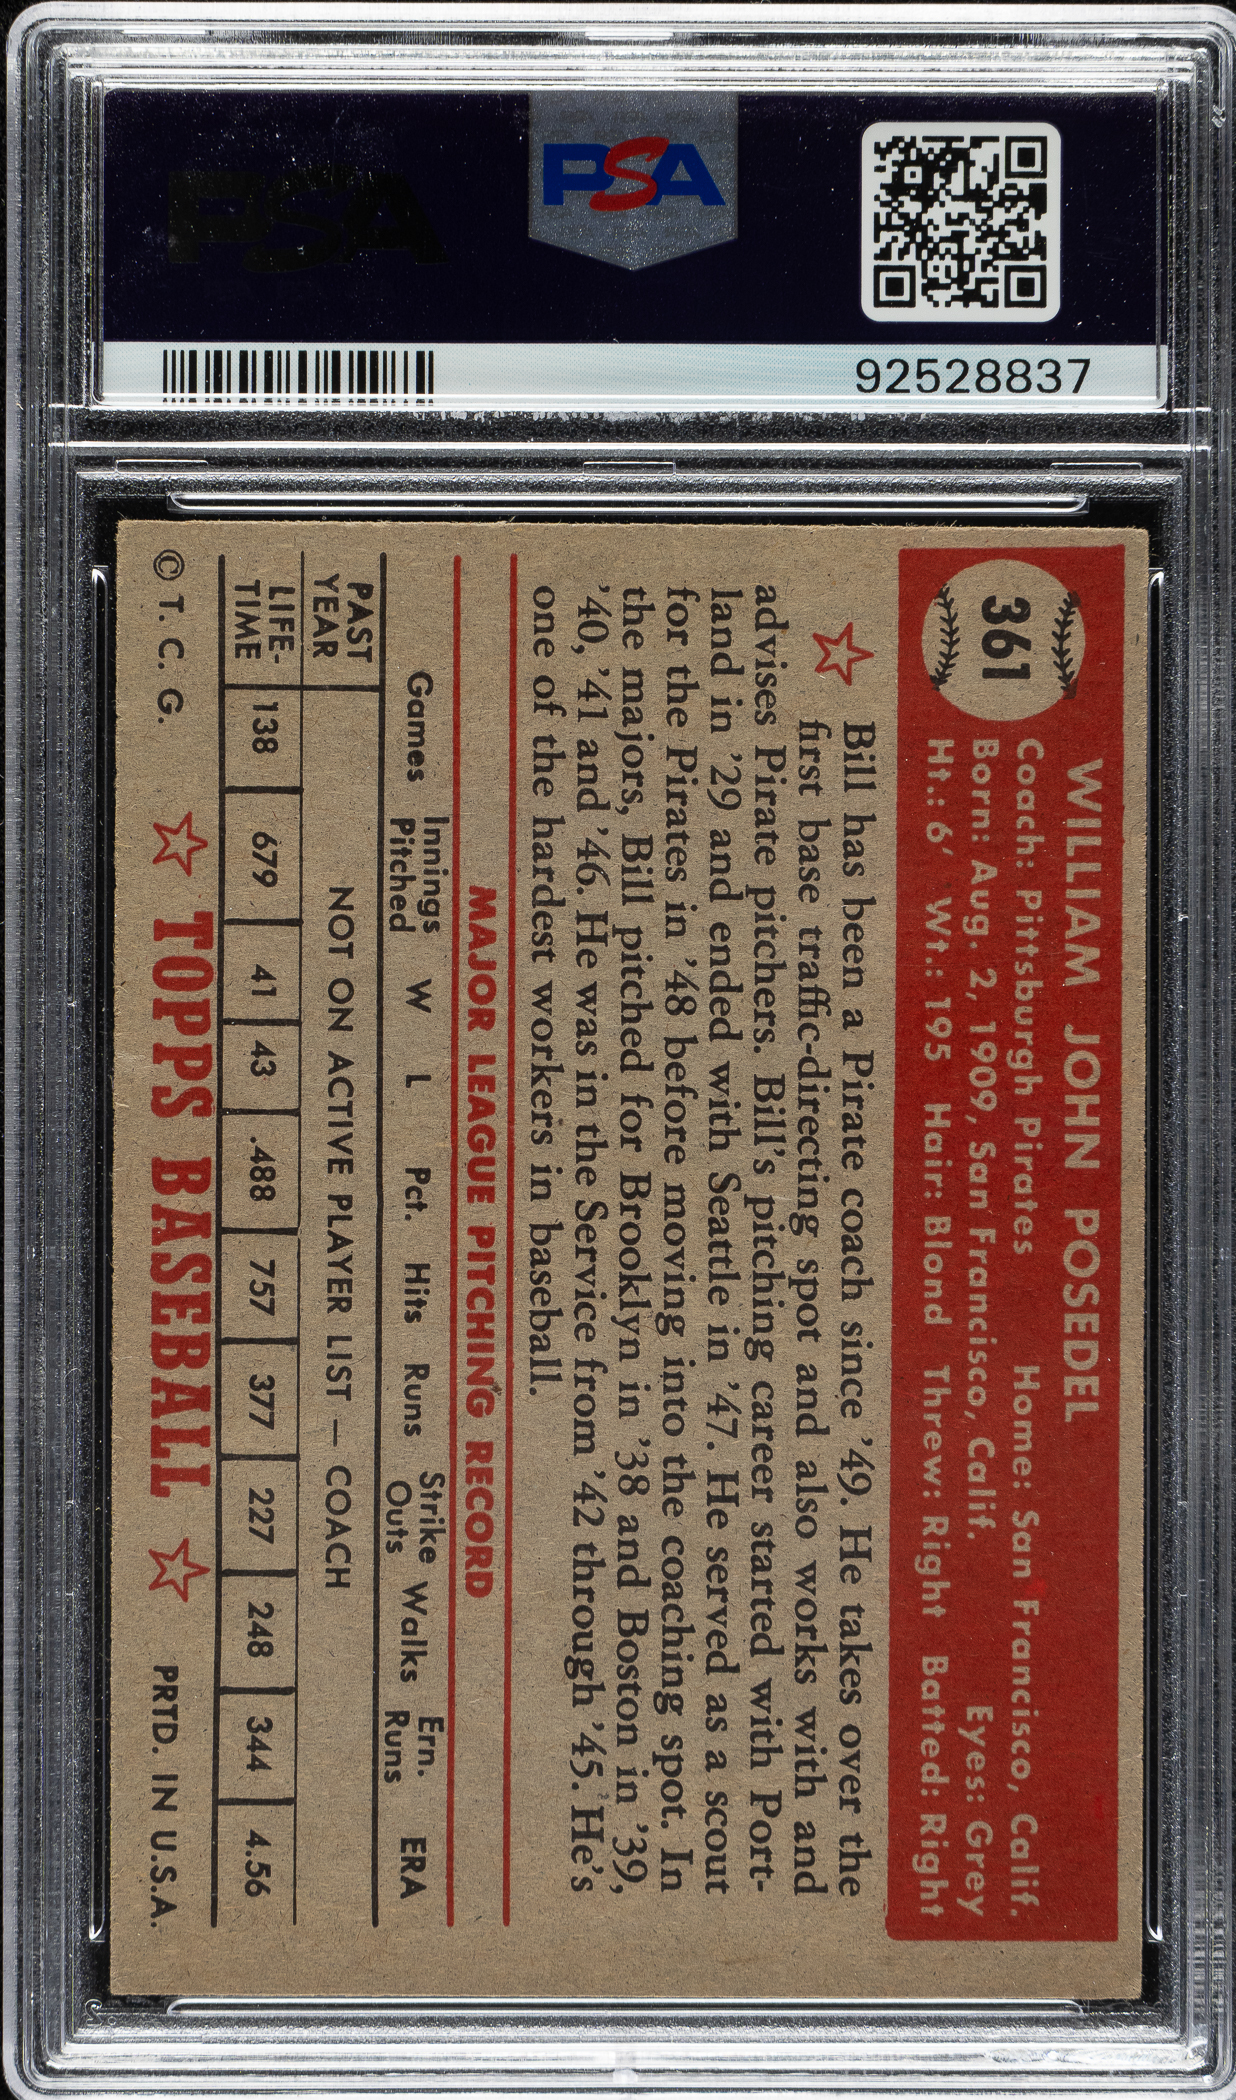 PSA
PSA
92528837
361
WILLIAM JOHN POSEDEL
Coach: Pittsburgh Pirates Home: San Francisco, Calif.
Born: Aug. 2, 1909, San Francisco, Calif. Eyes: Grey
Ht.: 6' Wt.: 195 Hair: Blond Threw: Right Batted: Right
Bill has been a Pirate coach since '49. He takes over the
first base traffic-directing spot and also works with and
advises Pirate pitchers. Bill's pitching career started with Port-
land in '29 and ended with Seattle in '47. He served as a scout
for the Pirates in '48 before moving into the coaching spot. In
the majors, Bill pitched for Brooklyn in '38 and Boston in '39,
'40, '41 and '46. He was in the Service from '42 through '45. He's
one of the hardest workers in baseball.
MAJOR LEAGUE PITCHING RECORD
Games Innings Pitched W L Pct. Hits Runs Strike Outs Walks Ern. Runs ERA
PAST YEAR NOT ON ACTIVE PLAYER LIST — COACH
LIFE-TIME 138 679 41 43 .488 757 377 227 248 344 4.56
© T. C. G. TOPPS BASEBALL PRTD. IN U.S.A.